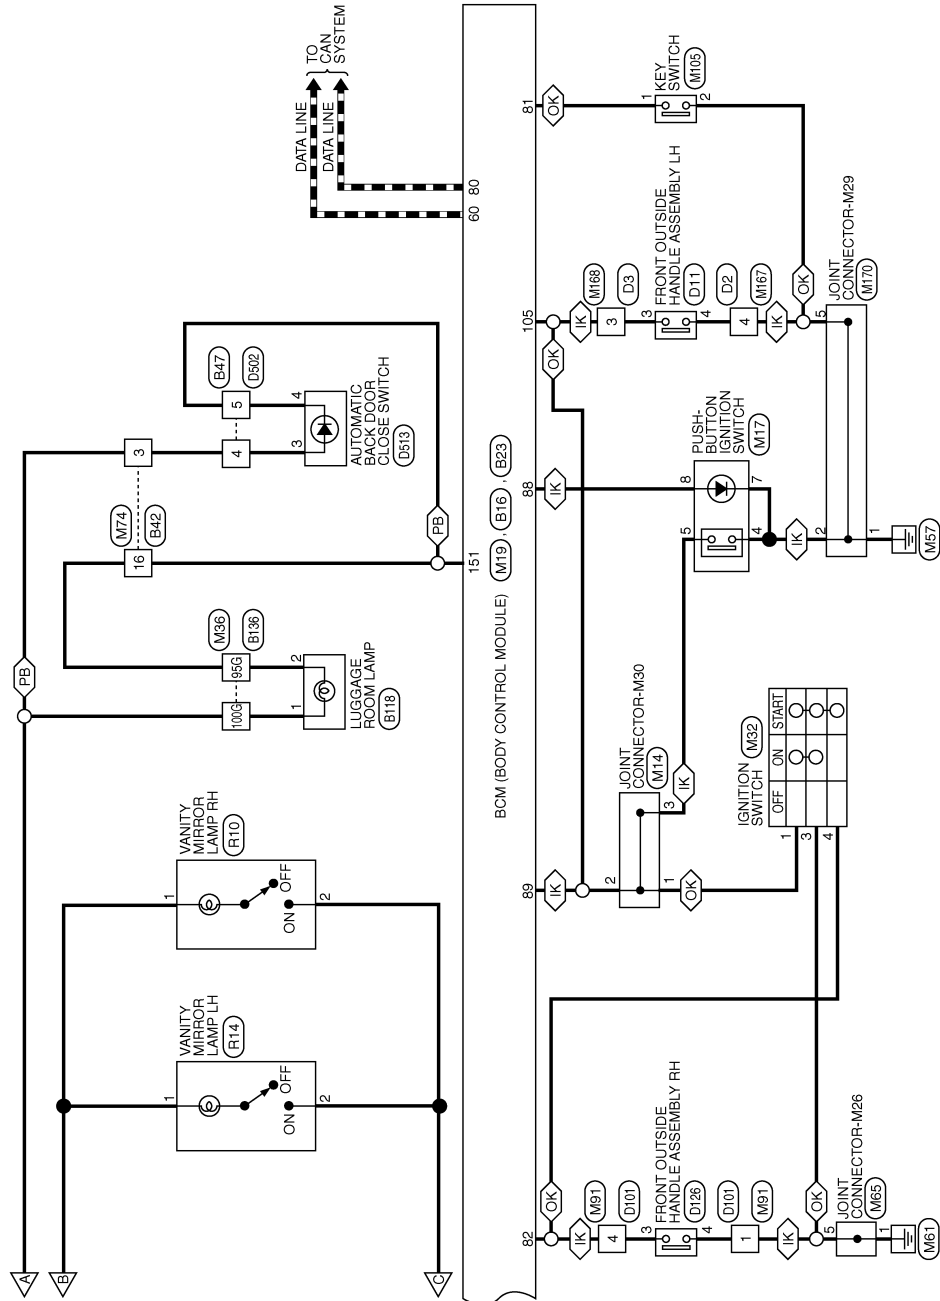 A
B
C
PB
VANITY
MIRROR
LAMP LH
R14
1
2
ON
OFF
VANITY
MIRROR
LAMP RH
R10
1
2
ON
OFF
100G
95G
M36
B136
1
2
LUGGAGE
ROOM LAMP
B118
16
3
M74
B42
4
5
B47
D502
3
4
AUTOMATIC
BACK DOOR
CLOSE SWITCH
D513
PB
DATA LINE
DATA LINE
TO
CAN
SYSTEM
151
60
80
BCM (BODY CONTROL MODULE)
M19 , B16 , B23
82
89
88
105
81
OK
IK
4
M91
D101
3
4
FRONT OUTSIDE
HANDLE ASSEMBLY RH
D126
1
D101
M91
IK
OK
5
JOINT
CONNECTOR-M26
M65
1
M61
IK
2
JOINT
CONNECTOR-M30
M14
1
3
OK
IK
IGNITION
SWITCH
M32
OFF
ON
START
1
3
4
IK
5
8
PUSH-
BUTTON
IGNITION
SWITCH
M17
4
7
IK
2
OK
IK
3
M168
D3
3
4
FRONT OUTSIDE
HANDLE ASSEMBLY LH
D11
4
D2
M167
IK
OK
5
JOINT
CONNECTOR-M29
M170
1
M57
OK
1
2
KEY
SWITCH
M105